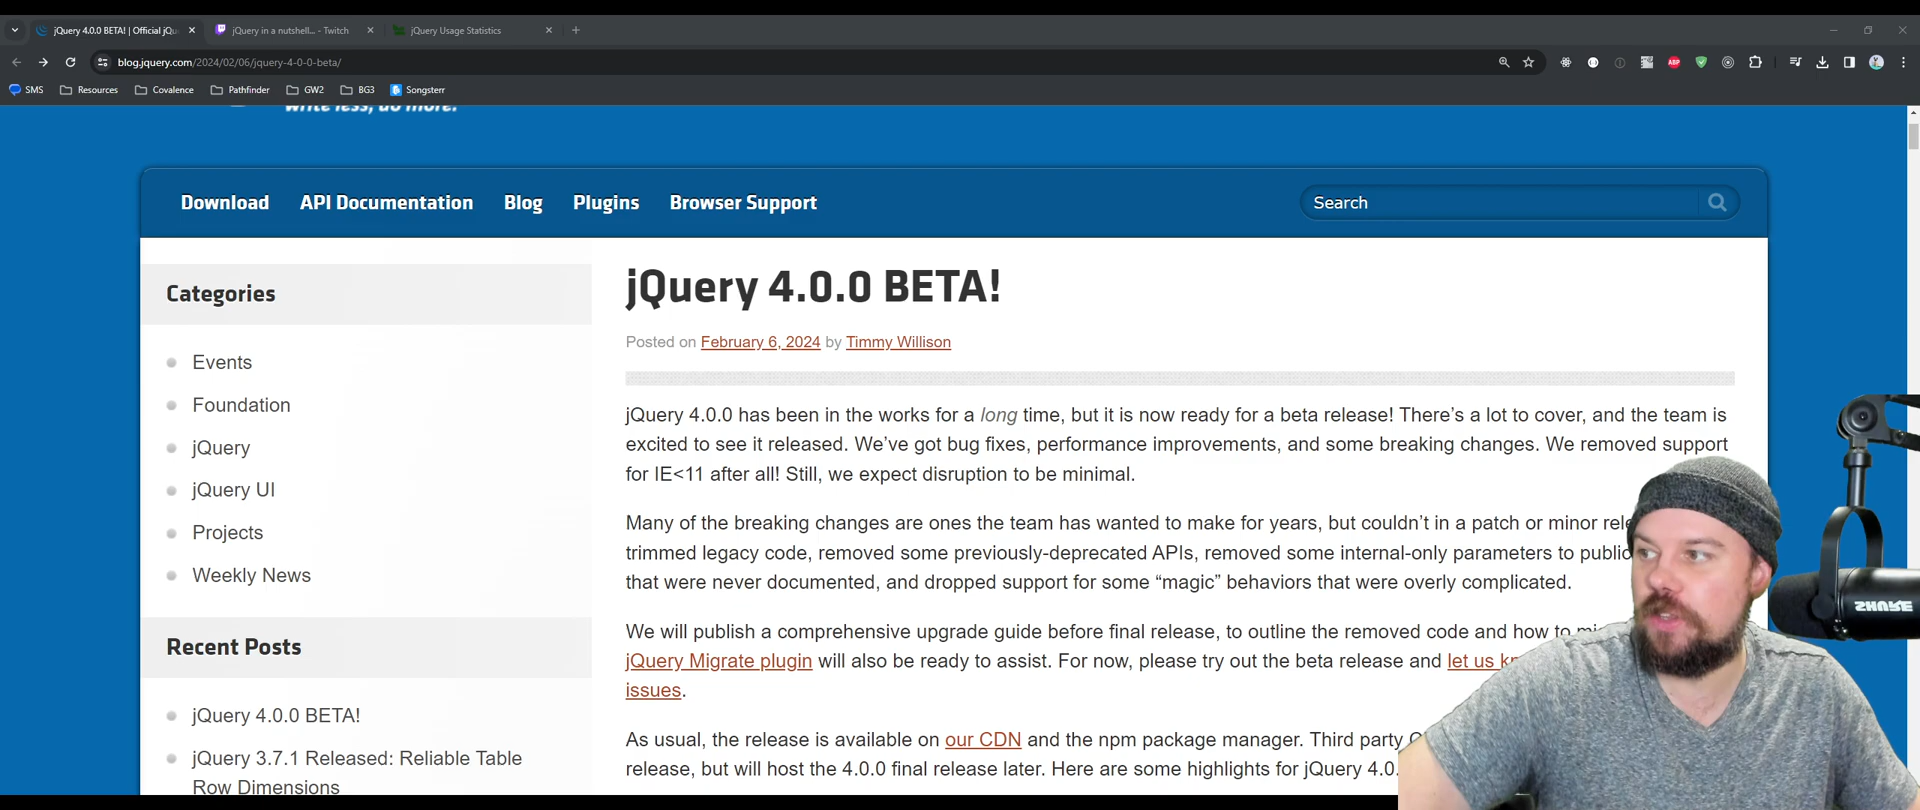 jQuery 4.0.0 BETA! | Official jQu
jQuery in a nutshell... - Twitch
jQuery Usage Statistics
blog.jquery.com/2024/02/06/jquery-4-0-0-beta/
SMS
Resources
Covalence
Pathfinder
GW2
BG3
Songsterr
ABP
write less, do more.
Download
API Documentation
Blog
Plugins
Browser Support
Search
Categories
Events
Foundation
jQuery
jQuery UI
Projects
Weekly News
Recent Posts
jQuery 4.0.0 BETA!
jQuery 3.7.1 Released: Reliable Table
Row Dimensions
jQuery 4.0.0 BETA!
Posted on February 6, 2024 by Timmy Willison
jQuery 4.0.0 has been in the works for a long time, but it is now ready for a beta release! There’s a lot to cover, and the team is
excited to see it released. We’ve got bug fixes, performance improvements, and some breaking changes. We removed support
for IE<11 after all! Still, we expect disruption to be minimal.
Many of the breaking changes are ones the team has wanted to make for years, but couldn’t in a patch or minor
trimmed legacy code, removed some previously-deprecated APIs, removed some internal-only parameters to public
that were never documented, and dropped support for some “magic” behaviors that were overly complicated.
We will publish a comprehensive upgrade guide before final release, to outline the removed code and how to
jQuery Migrate plugin will also be ready to assist. For now, please try out the beta release and let us
issues.
As usual, the release is available on our CDN and the npm package manager. Third party
release, but will host the 4.0.0 final release later. Here are some highlights for jQuery 4.0.
SHURE